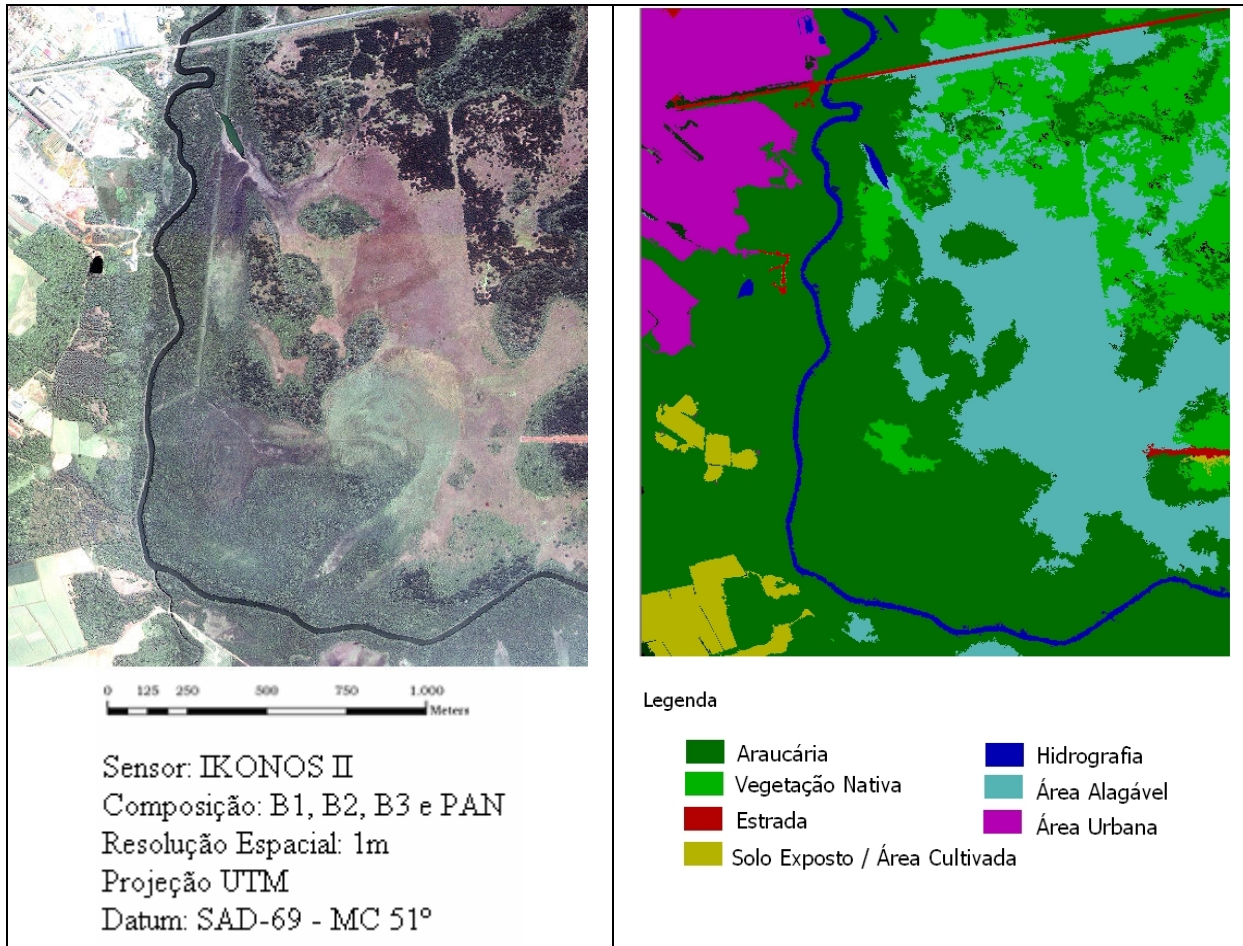 0 125 250 500 750 1.000
Meters
Sensor: IKONOS II
Composição: B1, B2, B3 e PAN
Resolução Espacial: 1m
Projeção UTM
Datum: SAD-69 - MC 51º
Legenda
Araucária
Vegetação Nativa
Estrada
Solo Exposto / Área Cultivada
Hidrografia
Área Alagável
Área Urbana